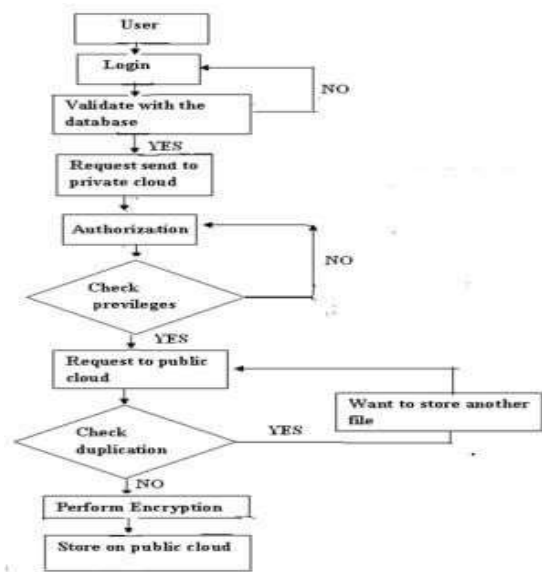 User
Login
NO
Validate with the
database
YES
Request send to
private cloud
Authorization
NO
Check
previleges
YES
Request to public
cloud
Want to store another
file
Check
duplication
YES
NO
Perform Encryption
Store on public cloud